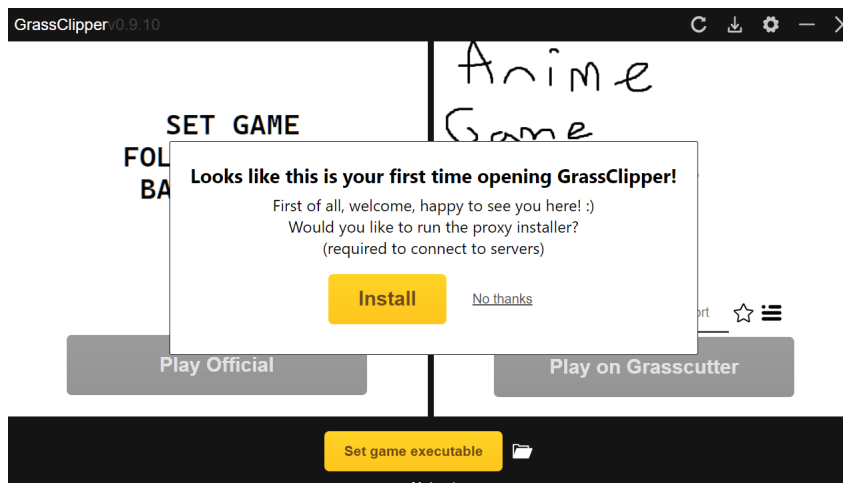 GrassClipper v0.9.10
Anime
Game
SET GAME
FOL
BA
Looks like this is your first time opening GrassClipper!
First of all, welcome, happy to see you here! :)
Would you like to run the proxy installer?
(required to connect to servers)
Install
No thanks
Play Official
Play on Grasscutter
Set game executable